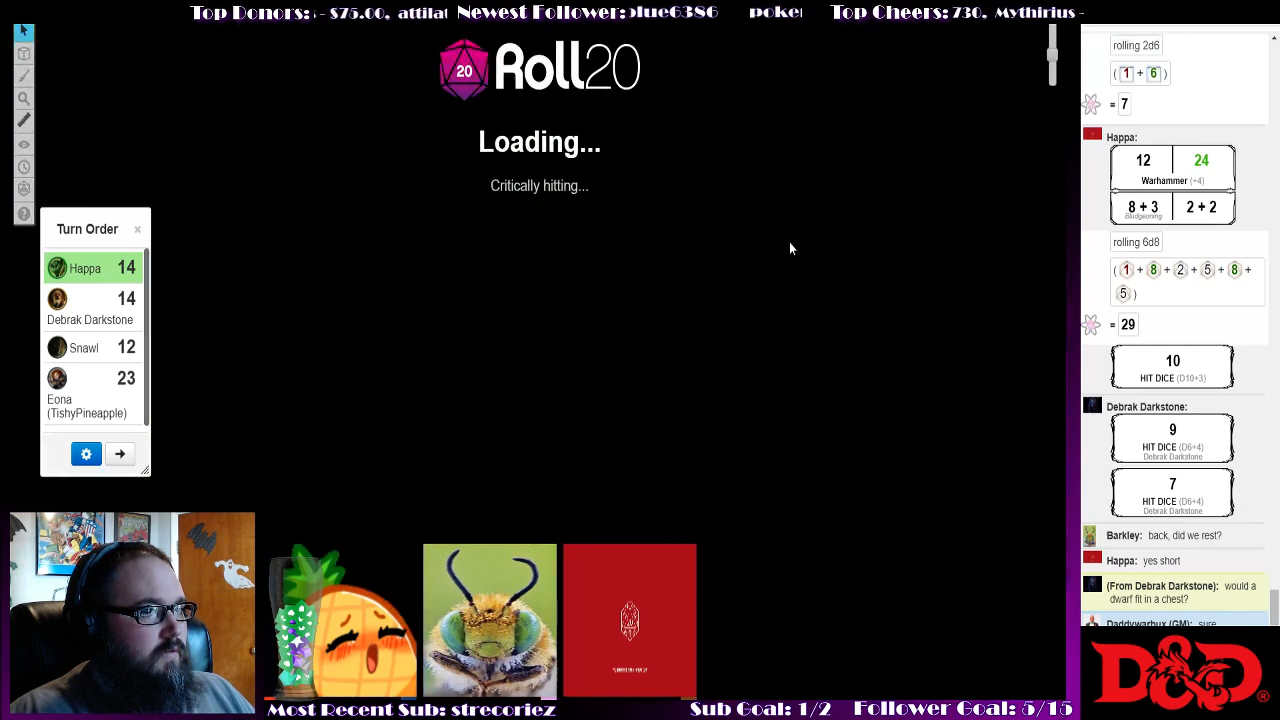 Top Donors: - $75.00, attilat Newest Follower: blue6386 poke Top Cheers: 730, Mythirius -
20 Roll20
Loading...
Critically hitting...
Turn Order ×
Happa 14
14
Debrak Darkstone
Snawl 12
23
Eona
(TishyPineapple)
rolling 2d6
( 1 + 6 )
= 7
Happa:
12 24
Warhammer (+4)
8 + 3 2 + 2
Bludgeoning
rolling 6d8
( 1 + 8 + 2 + 5 + 8 +
5 )
= 29
10
HIT DICE (D10+3)
Debrak Darkstone:
9
HIT DICE (D6+4)
Debrak Darkstone
7
HIT DICE (D6+4)
Debrak Darkstone
Barkley: back, did we rest?
Happa: yes short
(From Debrak Darkstone): would a
dwarf fit in a chest?
Daddywarbux (GM): sure
D&D
Most Recent Sub: strecoriez Sub Goal: 1/2 Follower Goal: 5/15